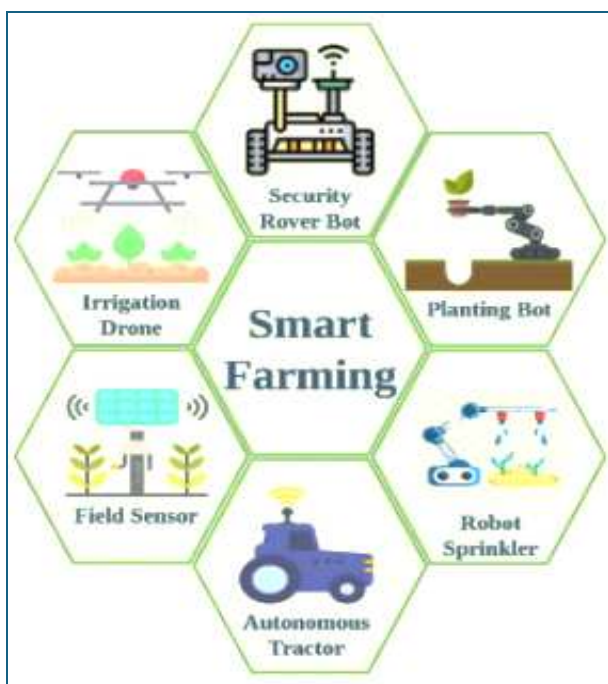 Security
Rover Bot
Irrigation
Drone
Planting Bot
Smart
Farming
Field Sensor
Robot
Sprinkler
Autonomous
Tractor